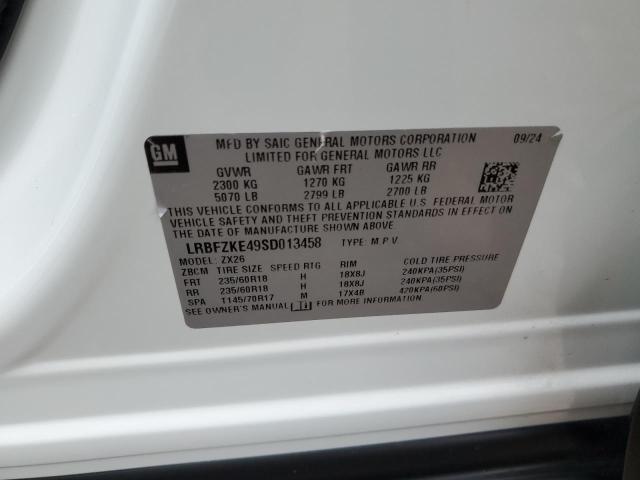 GM
MFD BY SAIC GENERAL MOTORS CORPORATION 09/24
LIMITED FOR GENERAL MOTORS LLC
GVWR GAWR FRT GAWR RR
2300 KG 1270 KG 1225 KG
5070 LB 2799 LB 2700 LB
THIS VEHICLE CONFORMS TO ALL APPLICABLE U.S. FEDERAL MOTOR
VEHICLE SAFETY AND THEFT PREVENTION STANDARDS IN EFFECT ON
THE DATE OF MANUFACTURE SHOWN ABOVE.
LRBFZKE49SD013458 TYPE: M.P.V.
MODEL: ZX26
ZBCM TIRE SIZE SPEED RTG RIM COLD TIRE PRESSURE
FRT 235/60R18 H 18X8J 240KPA(35PSI)
RR 235/60R18 H 18X8J 240KPA(35PSI)
SPA T145/70R17 M 17X4B 420KPA(60PSI)
SEE OWNER'S MANUAL FOR ADDITIONAL INFORMATION